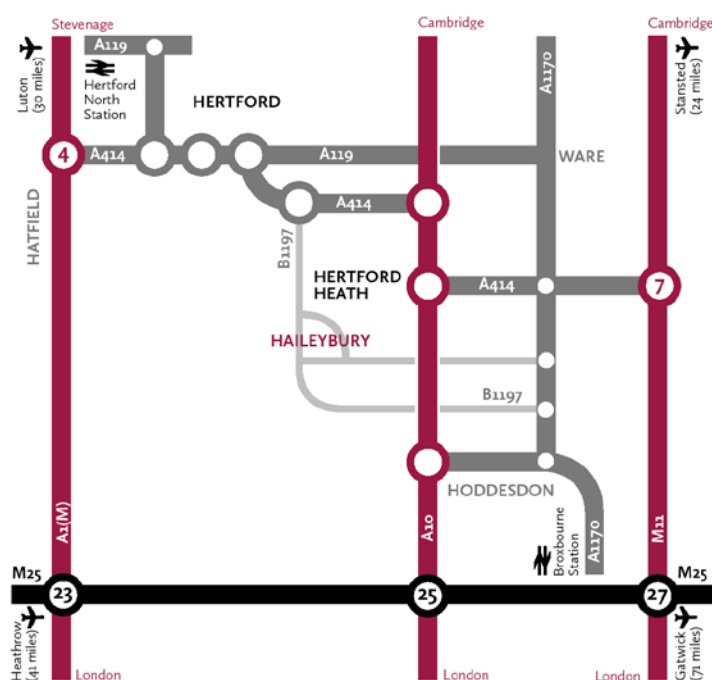 Stevenage
Cambridge
Cambridge
A119
Luton
(30 miles)
Hertford
North
Station
HERTFORD
A1170
Stansted
(24 miles)
4
A414
A119
WARE
HATFIELD
A414
B1197
HERTFORD
HEATH
A414
7
HAILEYBURY
B1197
HODDESDON
A1(M)
A10
Broxbourne
Station
A1170
M11
M25
M25
23
25
27
Heathrow
(41 miles)
Gatwick
(71 miles)
London
London
London